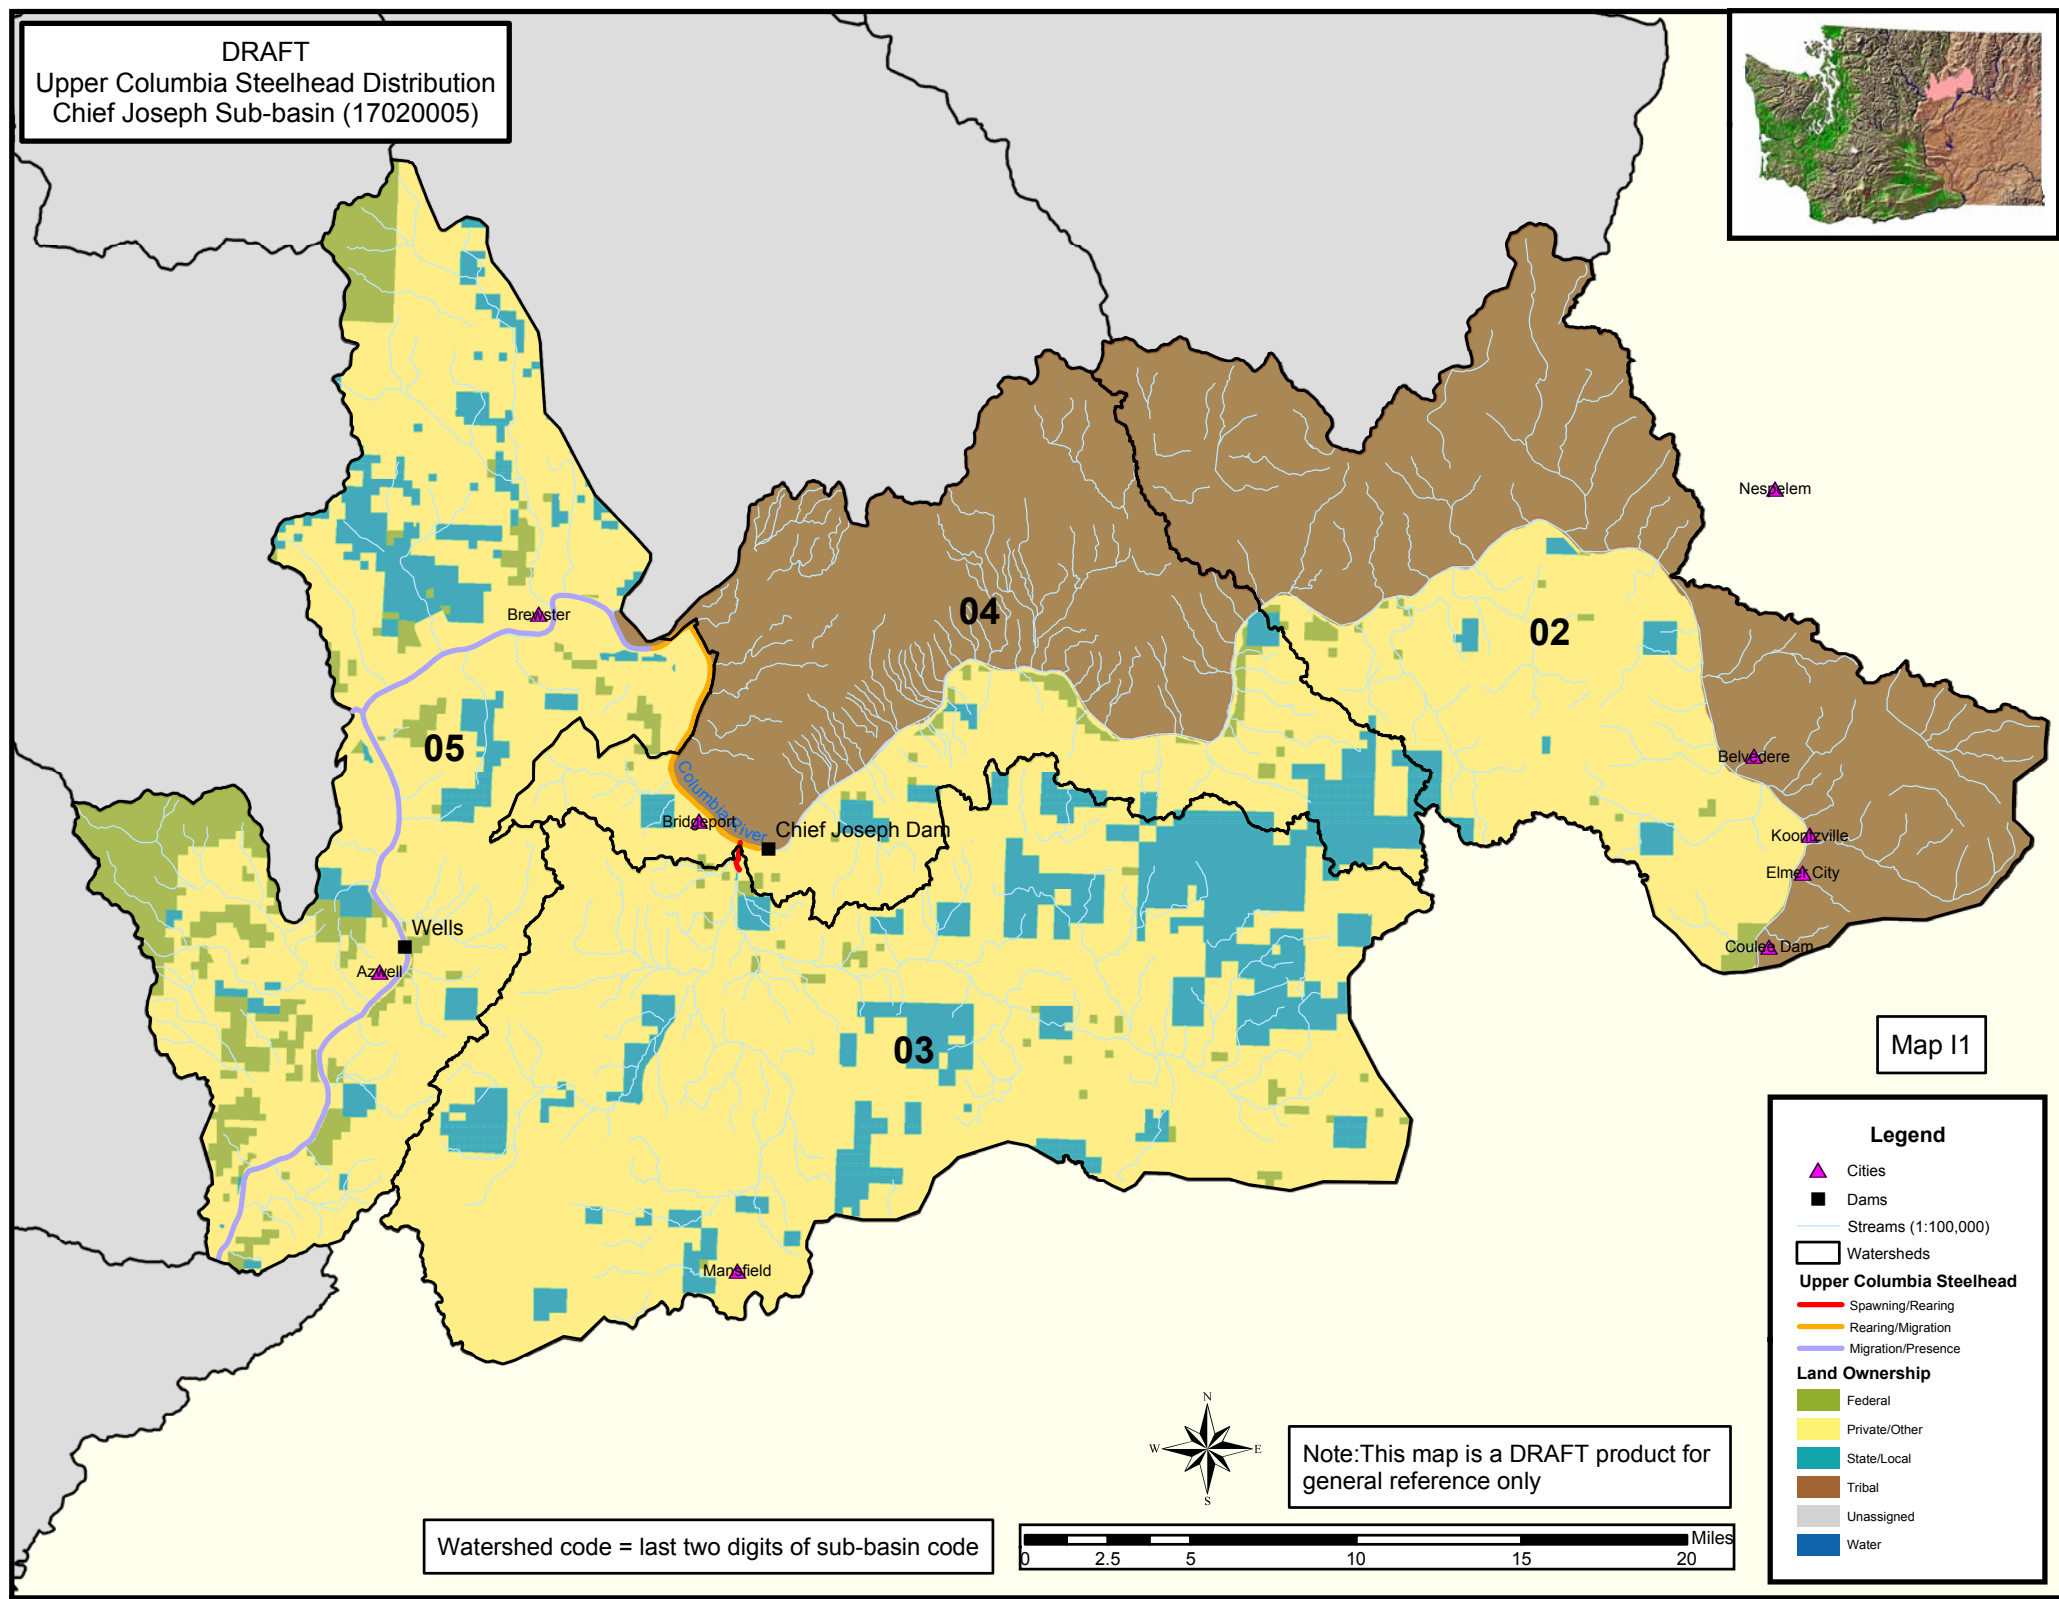 DRAFT
Upper Columbia Steelhead Distribution
Chief Joseph Sub-basin (17020005)
Nespelem
04
Brewster
02
05
Belvedere
Columbia River
Bridgeport
Chief Joseph Dam
Koontzville
Elmer City
Wells
Coulee Dam
Azwell
03
Map I1
Mansfield
Legend
Cities
Dams
Streams (1:100,000)
Watersheds
Upper Columbia Steelhead
Spawning/Rearing
Rearing/Migration
Migration/Presence
Land Ownership
Federal
Private/Other
State/Local
Tribal
Unassigned
Water
N
W
E
S
Note:This map is a DRAFT product for
general reference only
Watershed code = last two digits of sub-basin code
Miles
0 2.5 5 10 15 20